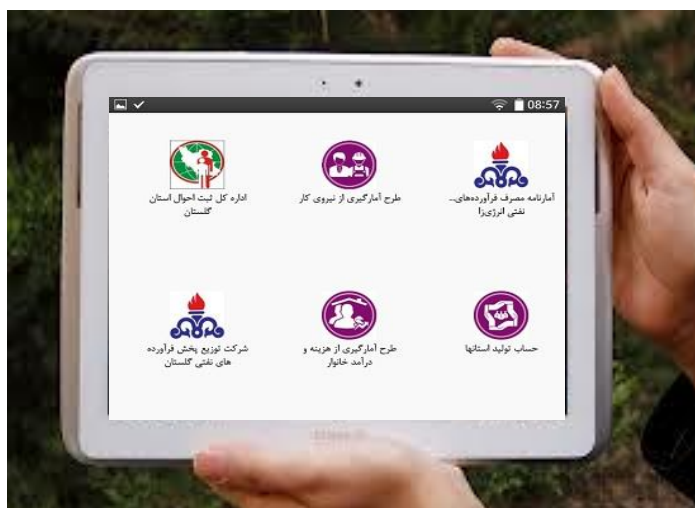 08:57
آمارنامه مصرف فرآورده‌های...
نفتی انرژی‌زا
طرح آمارگیری از نیروی کار
اداره کل ثبت احوال استان
گلستان
حساب تولید استانها
طرح آمارگیری از هزینه و
درآمد خانوار
شرکت توزیع پخش فرآورده
های نفتی گلستان